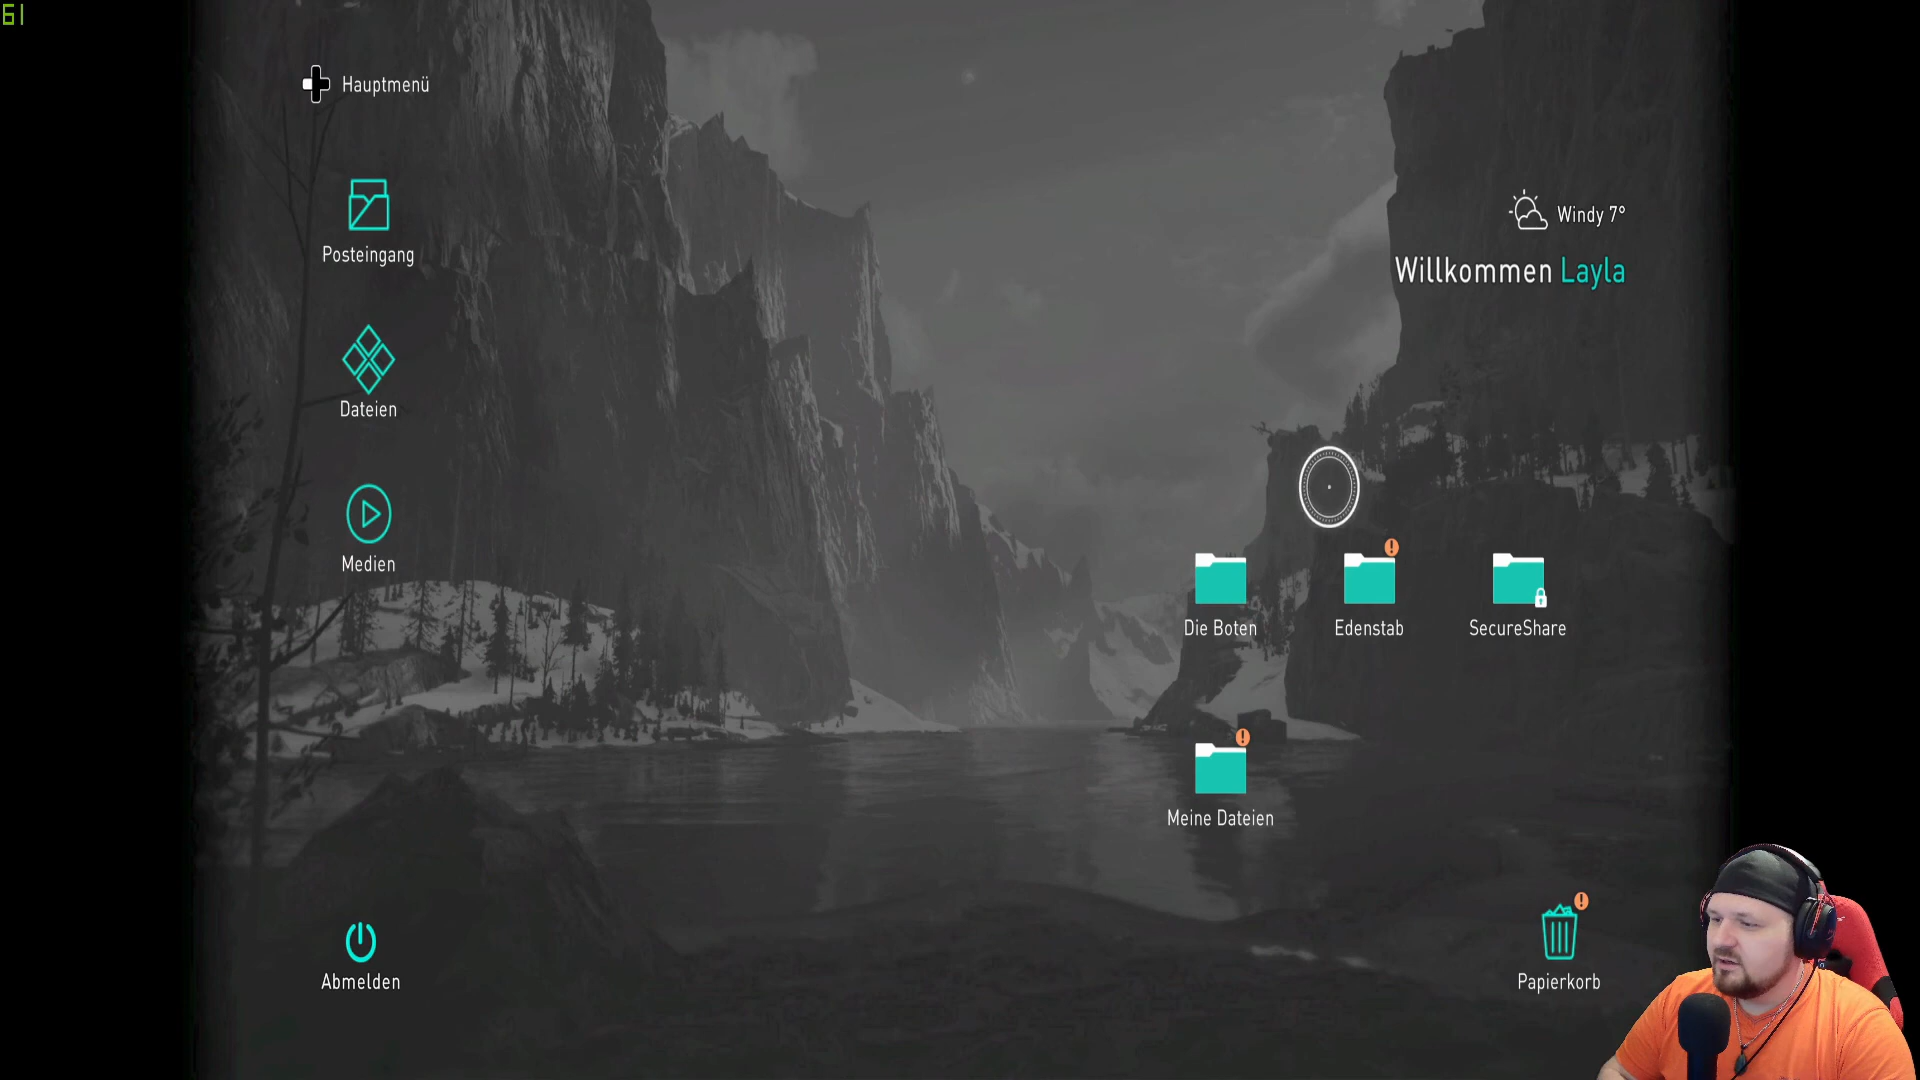 61
Hauptmenü
Posteingang
Windy 7°
Willkommen Layla
Dateien
Medien
Die Boten
Edenstab
SecureShare
Meine Dateien
Abmelden
Papierkorb